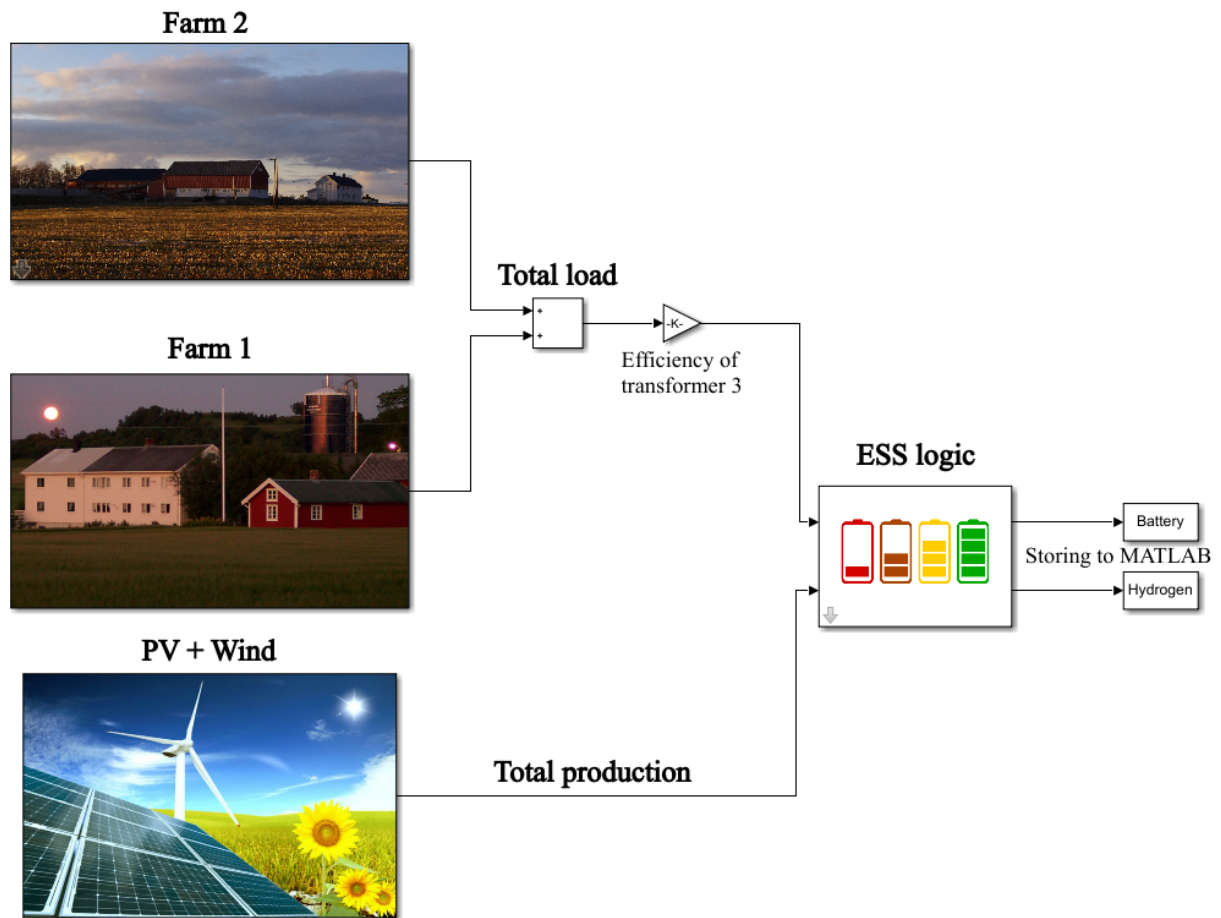 Farm 2
Total load
+
+
-K-
Efficiency of
transformer 3
Farm 1
ESS logic
Battery
Storing to MATLAB
Hydrogen
PV + Wind
Total production